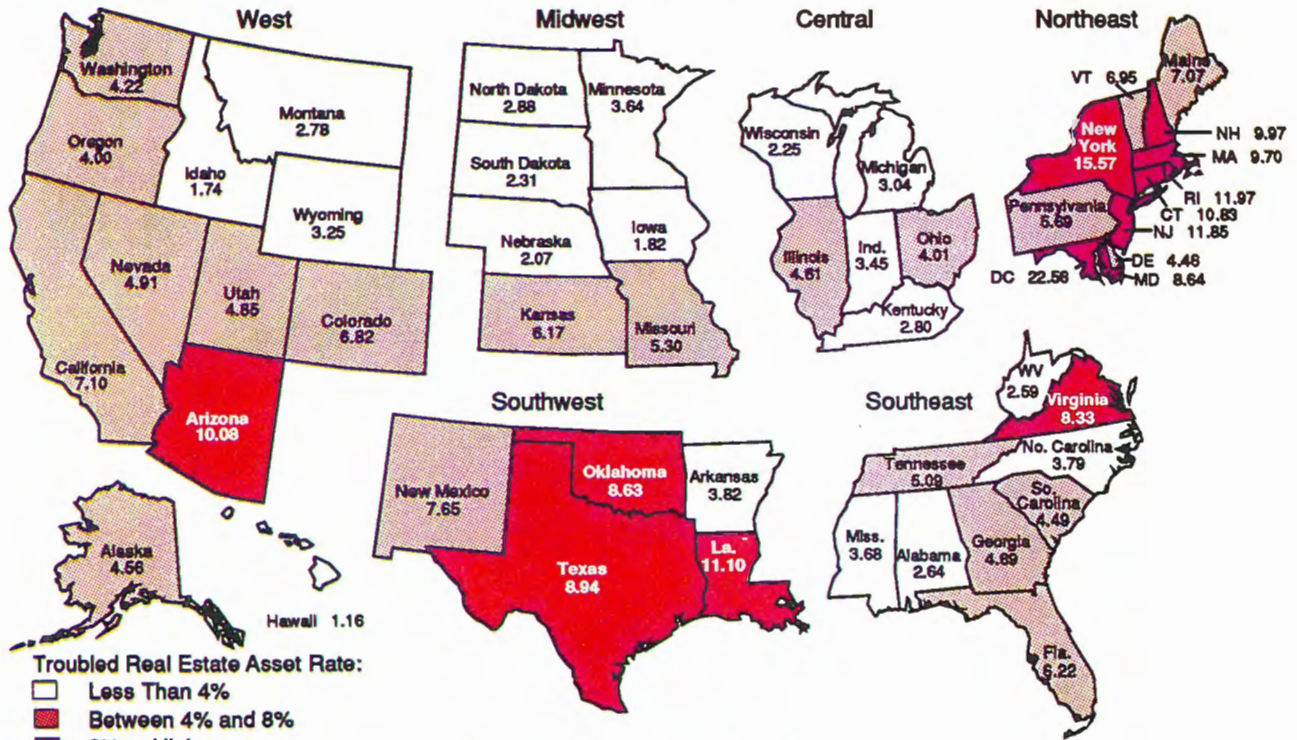 West
Midwest
Central
Northeast
Washington
4.22
Oregon
4.00
Montana
2.78
Idaho
1.74
Wyoming
3.25
Nevada
4.91
Utah
4.85
Colorado
6.82
California
7.10
Arizona
10.08
Alaska
4.56
Hawaii 1.16
North Dakota
2.88
Minnesota
3.64
South Dakota
2.31
Nebraska
2.07
Iowa
1.82
Kansas
6.17
Missouri
5.30
Wisconsin
2.25
Michigan
3.04
Illinois
4.61
Ind.
3.45
Ohio
4.01
Kentucky
2.80
Maine
7.07
VT 6.95
New
York
15.57
NH 9.97
MA 9.70
RI 11.97
CT 10.83
NJ 11.85
Pennsylvania
5.69
DE 4.46
MD 8.64
DC 22.56
Southwest
New Mexico
7.65
Oklahoma
8.63
Arkansas
3.82
Texas
8.94
La.
11.10
Southeast
WV
2.59
Virginia
8.33
No. Carolina
3.79
Tennessee
5.09
So.
Carolina
4.49
Miss.
3.68
Alabama
2.64
Georgia
4.89
Fla.
6.22
Troubled Real Estate Asset Rate:
Less Than 4%
Between 4% and 8%